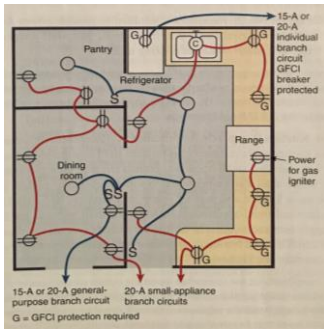 15-A or
20-A
individual
branch
circuit
GFCI
breaker
protected
G
C
G
Pantry
Refrigerator
S
G
Range
Power
for gas
igniter
Dining
room
SS
G
S
G
G
15-A or 20-A general-
purpose branch circuit
20-A small-appliance
branch circuits
G = GFCI protection required